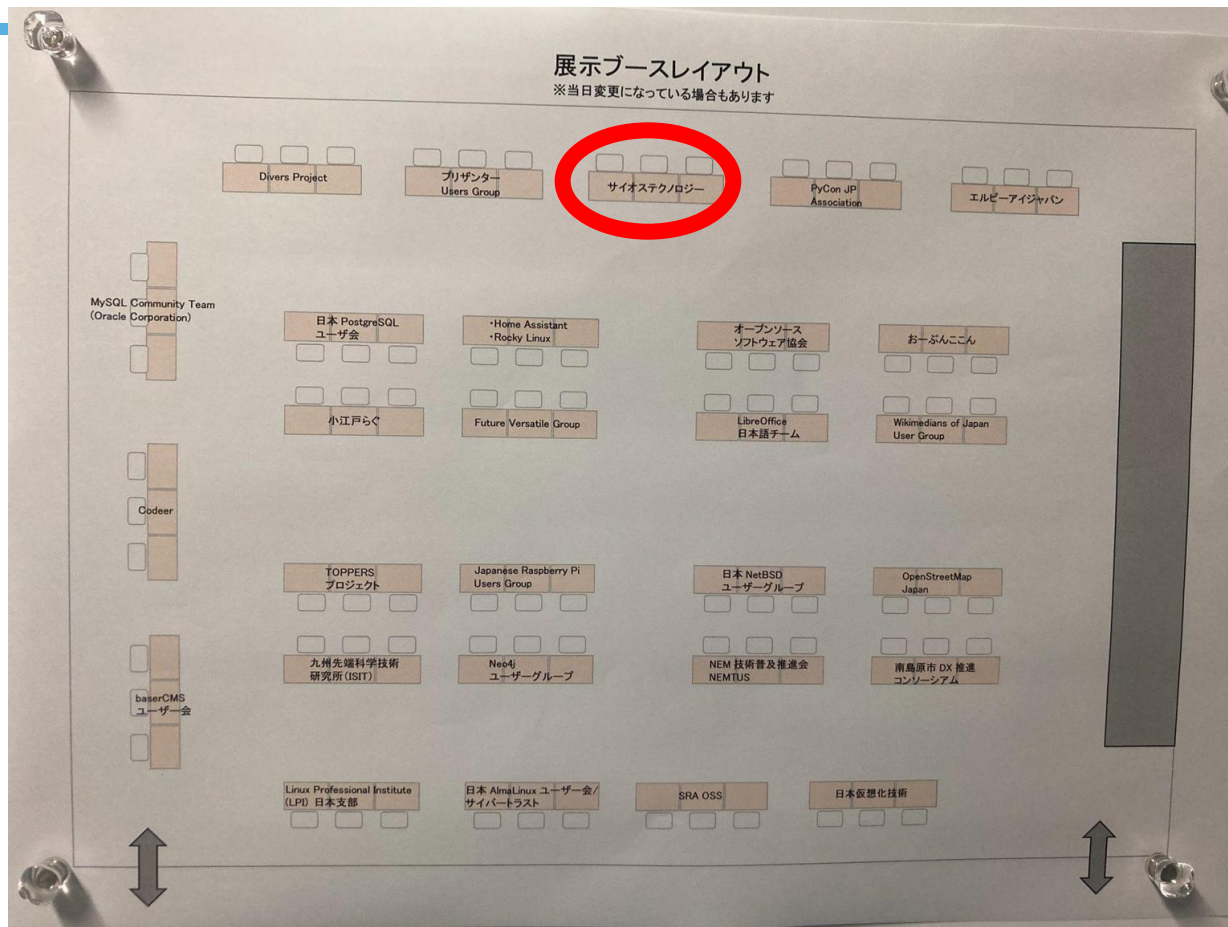 展示ブースレイアウト
※当日変更になっている場合もあります
Divers Project
プリザンター
Users Group
サイオステクノロジー
PyCon JP
Association
エルピーアイジャパン
MySQL Community Team
(Oracle Corporation)
日本 PostgreSQL
ユーザ会
・Home Assistant
・Rocky Linux
オープンソース
ソフトウェア協会
おーぷんここん
小江戸らぐ
Future Versatile Group
LibreOffice
日本語チーム
Wikimedians of Japan
User Group
Codeer
TOPPERS
プロジェクト
Japanese Raspberry Pi
Users Group
日本 NetBSD
ユーザーグループ
OpenStreetMap
Japan
九州先端科学技術
研究所(ISIT)
Neo4j
ユーザーグループ
NEM 技術普及推進会
NEMTUS
南島原市 DX 推進
コンソーシアム
baserCMS
ユーザー会
Linux Professional Institute
(LPI) 日本支部
日本 AlmaLinux ユーザー会/
サイバートラスト
SRA OSS
日本仮想化技術